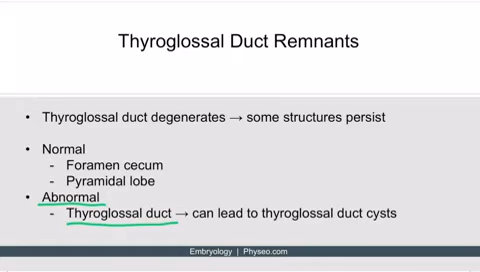 Thyroglossal Duct Remnants
• Thyroglossal duct degenerates → some structures persist
• Normal
- Foramen cecum
- Pyramidal lobe
• Abnormal
- Thyroglossal duct → can lead to thyroglossal duct cysts
Embryology | Physeo.com